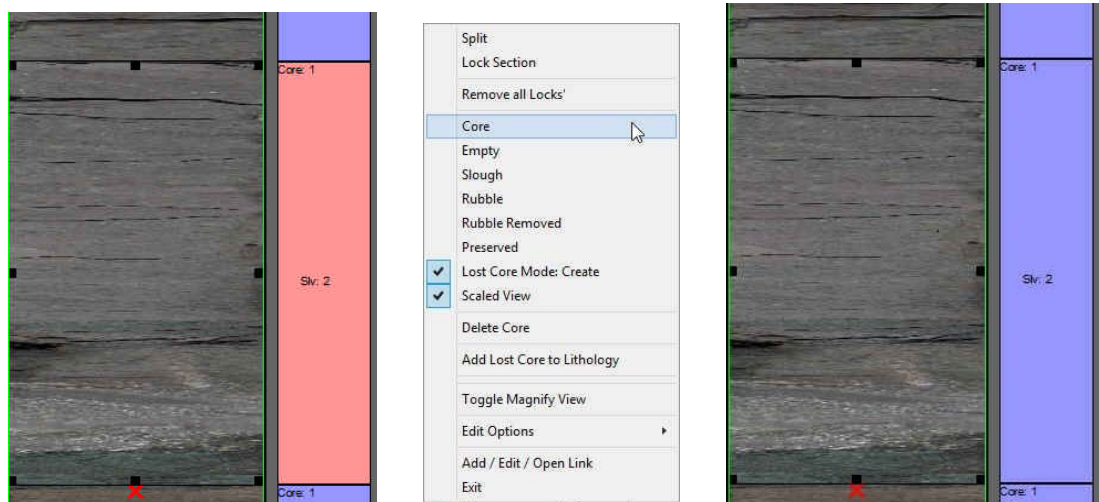 Core: 1
Slv: 2
Core: 1
Split
Lock Section
Remove all Locks'
Core
Empty
Slough
Rubble
Rubble Removed
Preserved
Lost Core Mode: Create
Scaled View
Delete Core
Add Lost Core to Lithology
Toggle Magnify View
Edit Options
Add / Edit / Open Link
Exit
Core: 1
Slv: 2
Core: 1